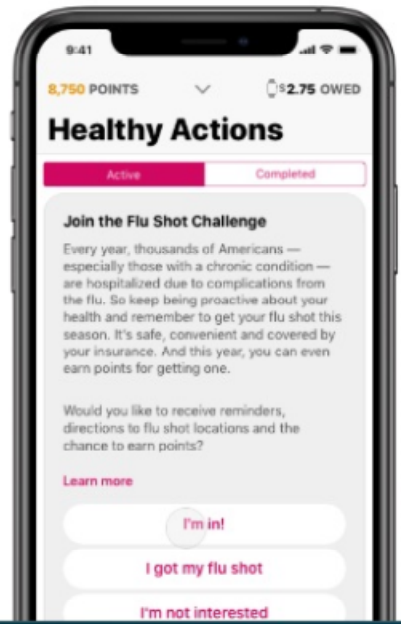 9:41
8,750 POINTS
$2.75 OWED
Healthy Actions
Active
Completed
Join the Flu Shot Challenge
Every year, thousands of Americans —
especially those with a chronic condition —
are hospitalized due to complications from
the flu. So keep being proactive about your
health and remember to get your flu shot this
season. It's safe, convenient and covered by
your insurance. And this year, you can even
earn points for getting one.
Would you like to receive reminders,
directions to flu shot locations and the
chance to earn points?
Learn more
I'm in!
I got my flu shot
I'm not interested